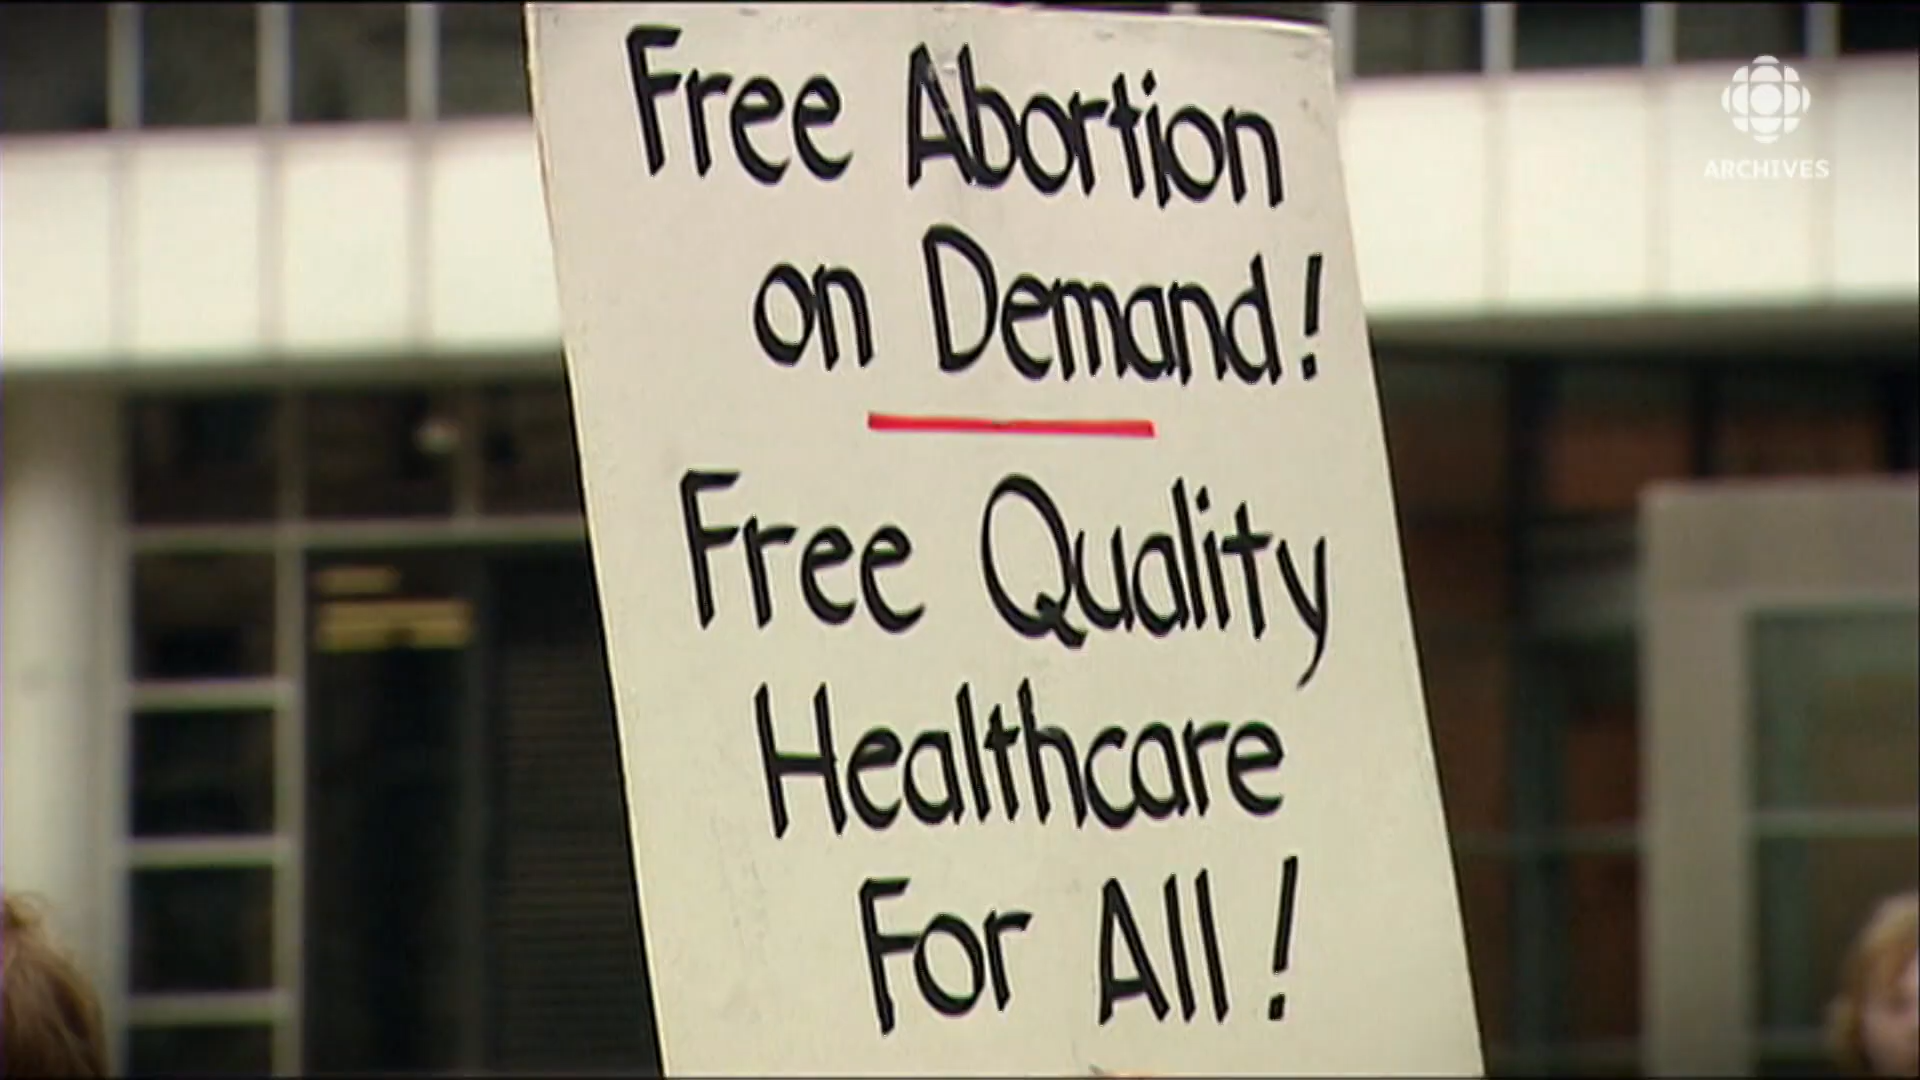 Free Abortion
on Demand!
Free Quality
Healthcare
For All!
ARCHIVES